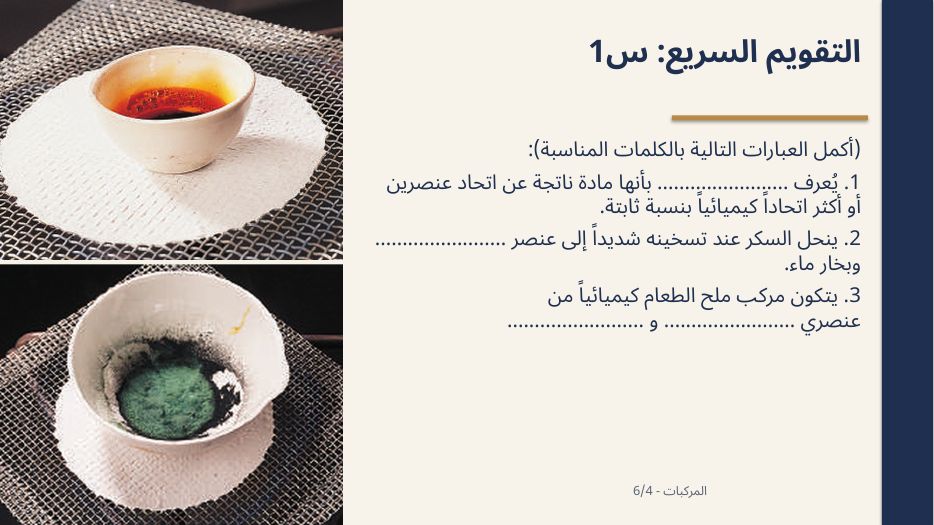 التقويم السريع: س1
(أكمل العبارات التالية بالكلمات المناسبة):
1. يُعرف ........................ بأنها مادة ناتجة عن اتحاد عنصرين
أو أكثر اتحاداً كيميائياً بنسبة ثابتة.
2. ينحل السكر عند تسخينه شديداً إلى عنصر ........................
وبخار ماء.
3. يتكون مركب ملح الطعام كيميائياً من
عنصري ........................ و .........................
المركبات - 6/4